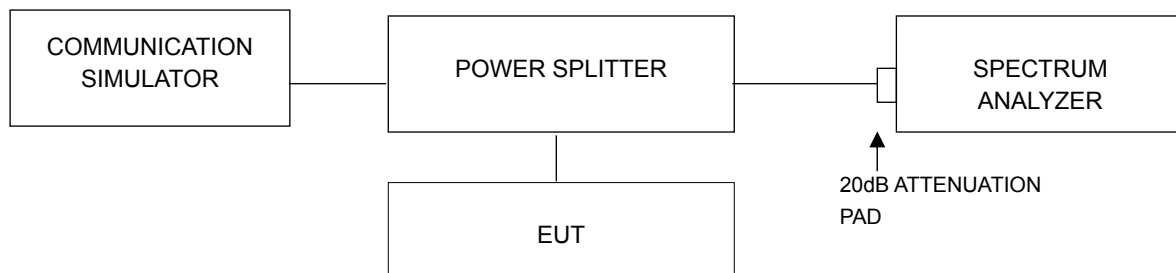 COMMUNICATION
SIMULATOR
POWER SPLITTER
SPECTRUM
ANALYZER
20dB ATTENUATION
PAD
EUT